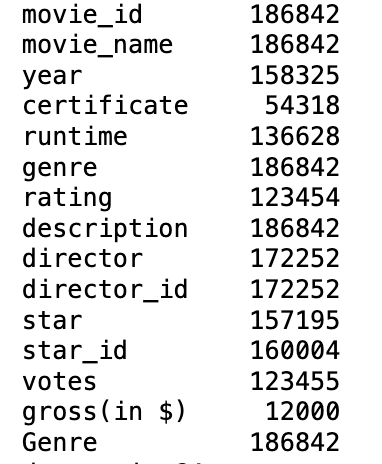 movie_id 186842
movie_name 186842
year 158325
certificate 54318
runtime 136628
genre 186842
rating 123454
description 186842
director 172252
director_id 172252
star 157195
star_id 160004
votes 123455
gross(in $) 12000
Genre 186842